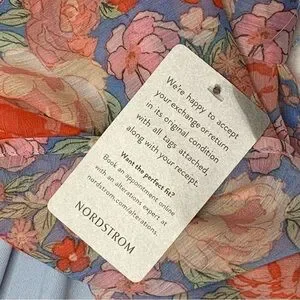 We're happy to accept
your exchange or return
in its original condition
with all tags attached,
along with your receipt.
Want the perfect fit?
Book an appointment online
with an alterations expert at
nordstrom.com/alterations.
NORDSTROM